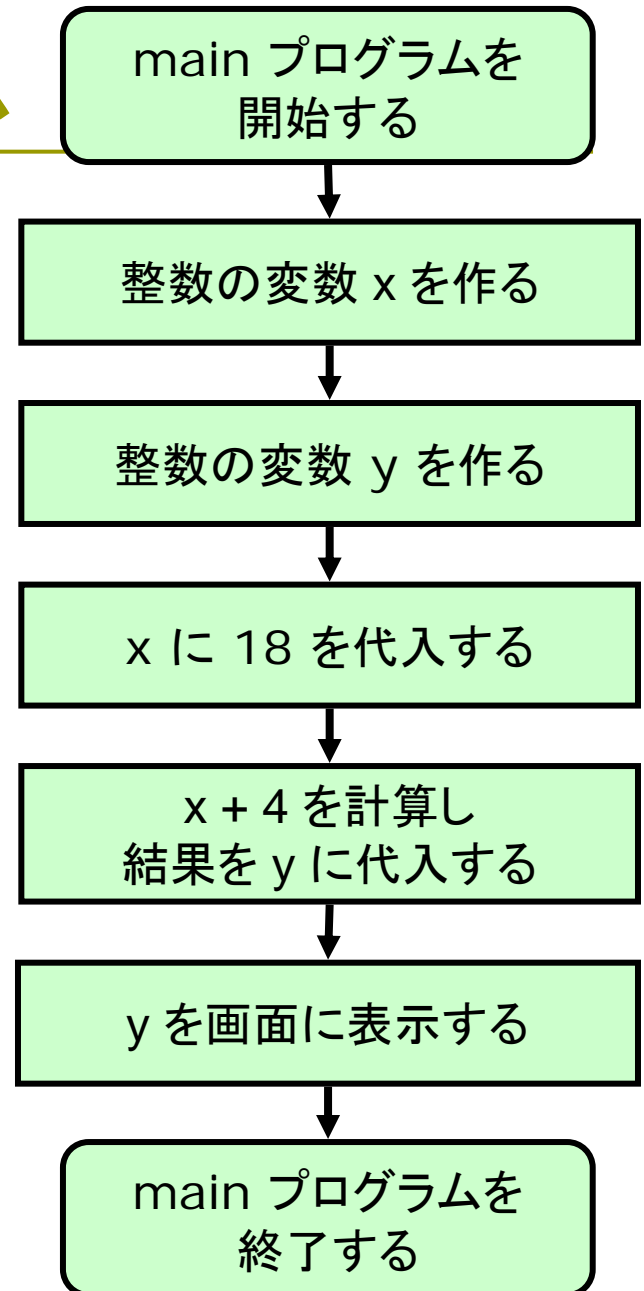 main プログラムを
開始する
整数の変数 x を作る
整数の変数 y を作る
x に 18 を代入する
x + 4 を計算し
結果を y に代入する
y を画面に表示する
main プログラムを
終了する